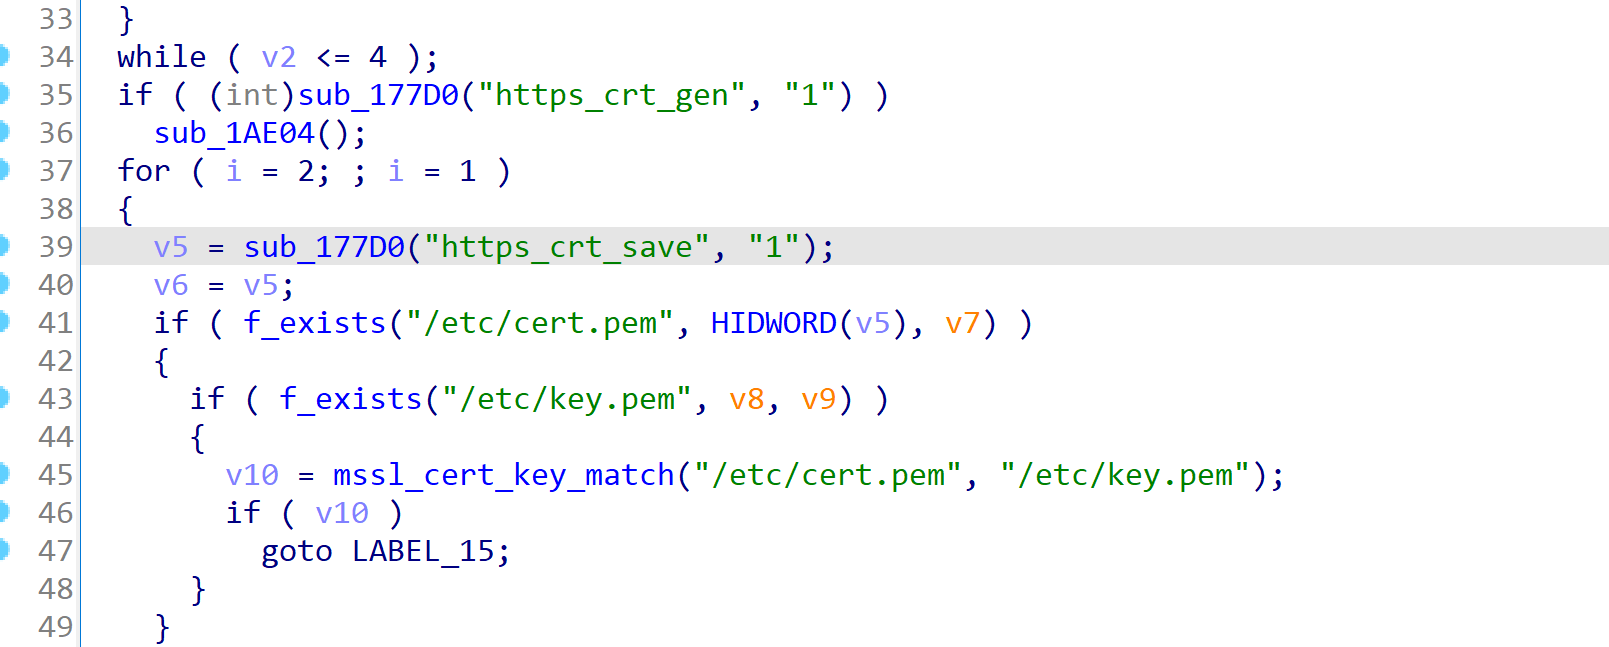 33 }
34 while ( v2 <= 4 );
35 if ( (int)sub_177D0("https_crt_gen", "1") )
36 sub_1AE04();
37 for ( i = 2; ; i = 1 )
38 {
39 v5 = sub_177D0("https_crt_save", "1");
40 v6 = v5;
41 if ( f_exists("/etc/cert.pem", HIDWORD(v5), v7) )
42 {
43 if ( f_exists("/etc/key.pem", v8, v9) )
44 {
45 v10 = mssl_cert_key_match("/etc/cert.pem", "/etc/key.pem");
46 if ( v10 )
47 goto LABEL_15;
48 }
49 }